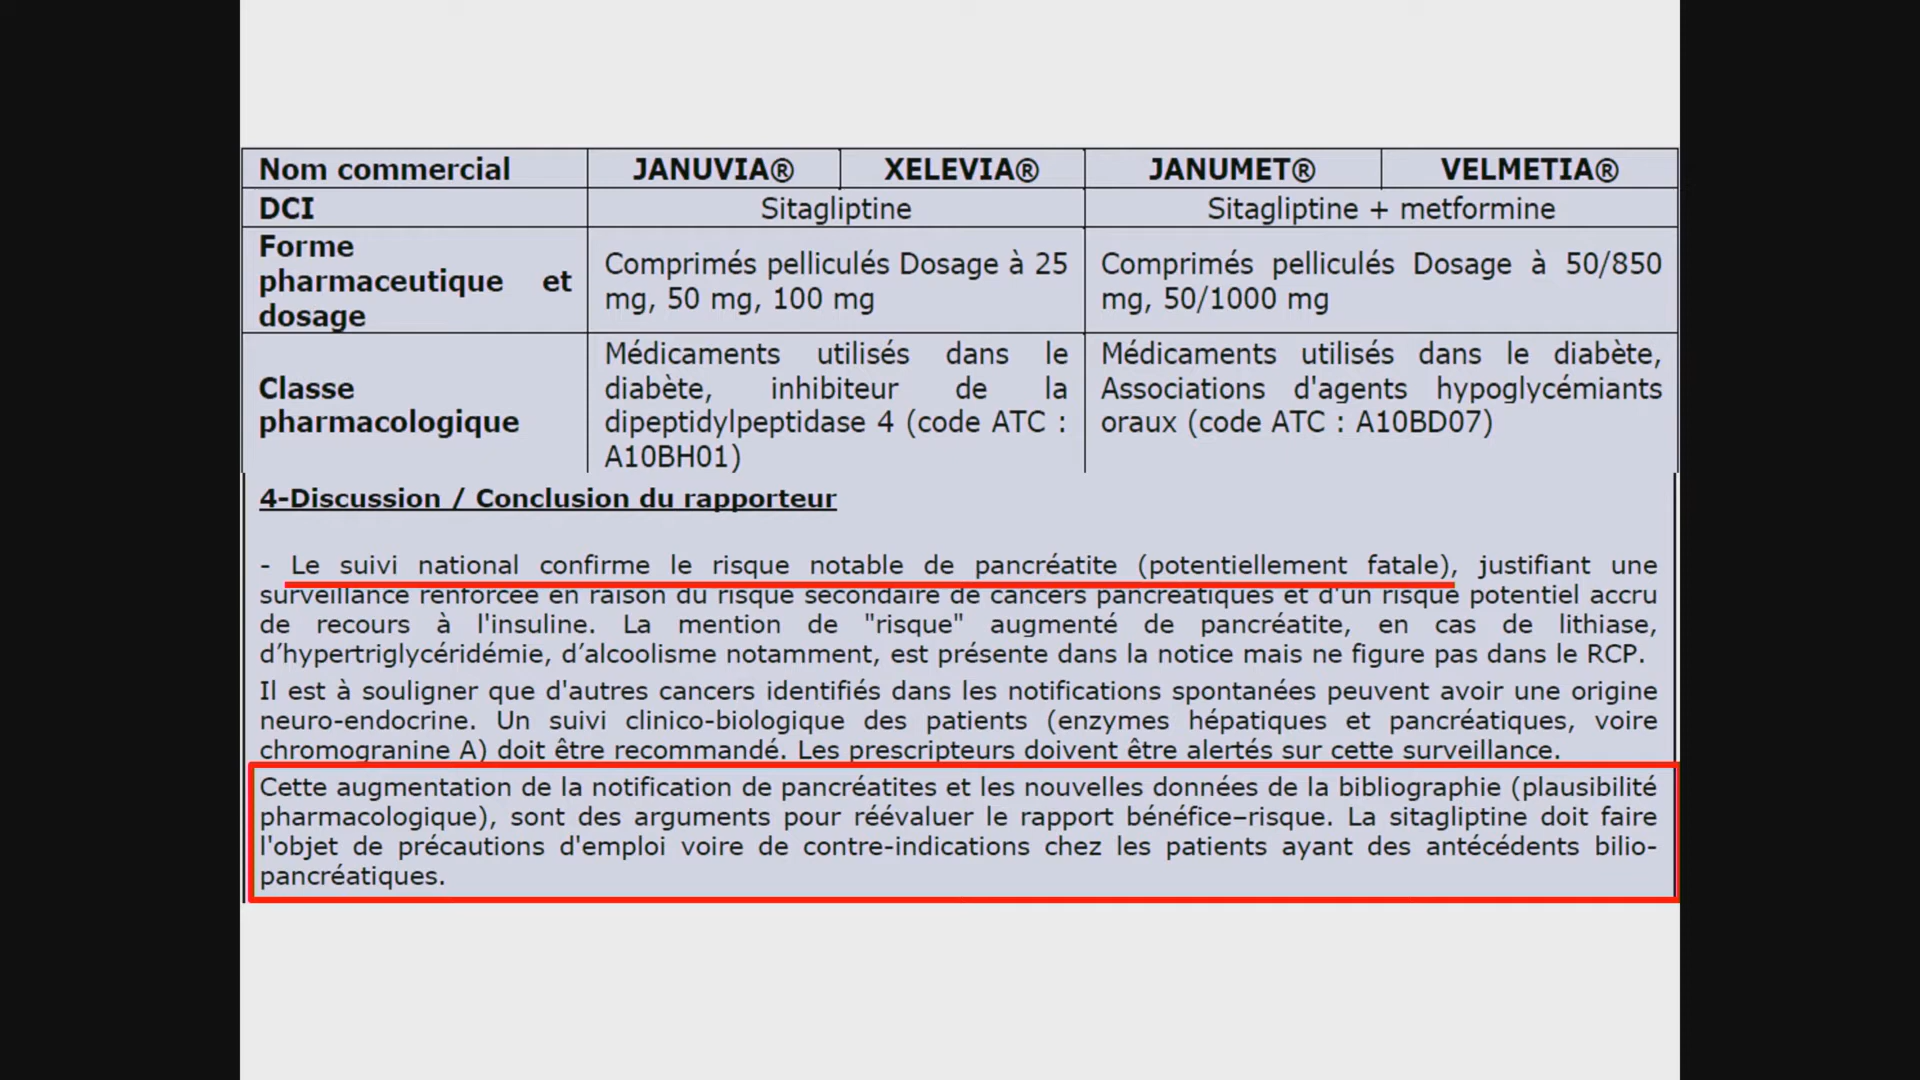 Nom commercial JANUVIA® XELEVIA® JANUMET® VELMETIA®
DCI Sitagliptine Sitagliptine + metformine
Forme
pharmaceutique et
dosage
Comprimés pelliculés Dosage à 25
mg, 50 mg, 100 mg
Comprimés pelliculés Dosage à 50/850
mg, 50/1000 mg
Classe
pharmacologique
Médicaments utilisés dans le
diabète, inhibiteur de la
dipeptidylpeptidase 4 (code ATC :
A10BH01)
Médicaments utilisés dans le diabète,
Associations d'agents hypoglycémiants
oraux (code ATC : A10BD07)
4-Discussion / Conclusion du rapporteur
- Le suivi national confirme le risque notable de pancréatite (potentiellement fatale), justifiant une
surveillance renforcée en raison du risque secondaire de cancers pancréatiques et d'un risque potentiel accru
de recours à l'insuline. La mention de "risque" augmenté de pancréatite, en cas de lithiase,
d’hypertriglycéridémie, d’alcoolisme notamment, est présente dans la notice mais ne figure pas dans le RCP.
Il est à souligner que d'autres cancers identifiés dans les notifications spontanées peuvent avoir une origine
neuro-endocrine. Un suivi clinico-biologique des patients (enzymes hépatiques et pancréatiques, voire
chromogranine A) doit être recommandé. Les prescripteurs doivent être alertés sur cette surveillance.
Cette augmentation de la notification de pancréatites et les nouvelles données de la bibliographie (plausibilité
pharmacologique), sont des arguments pour réévaluer le rapport bénéfice–risque. La sitagliptine doit faire
l'objet de précautions d'emploi voire de contre-indications chez les patients ayant des antécédents bilio-
pancréatiques.